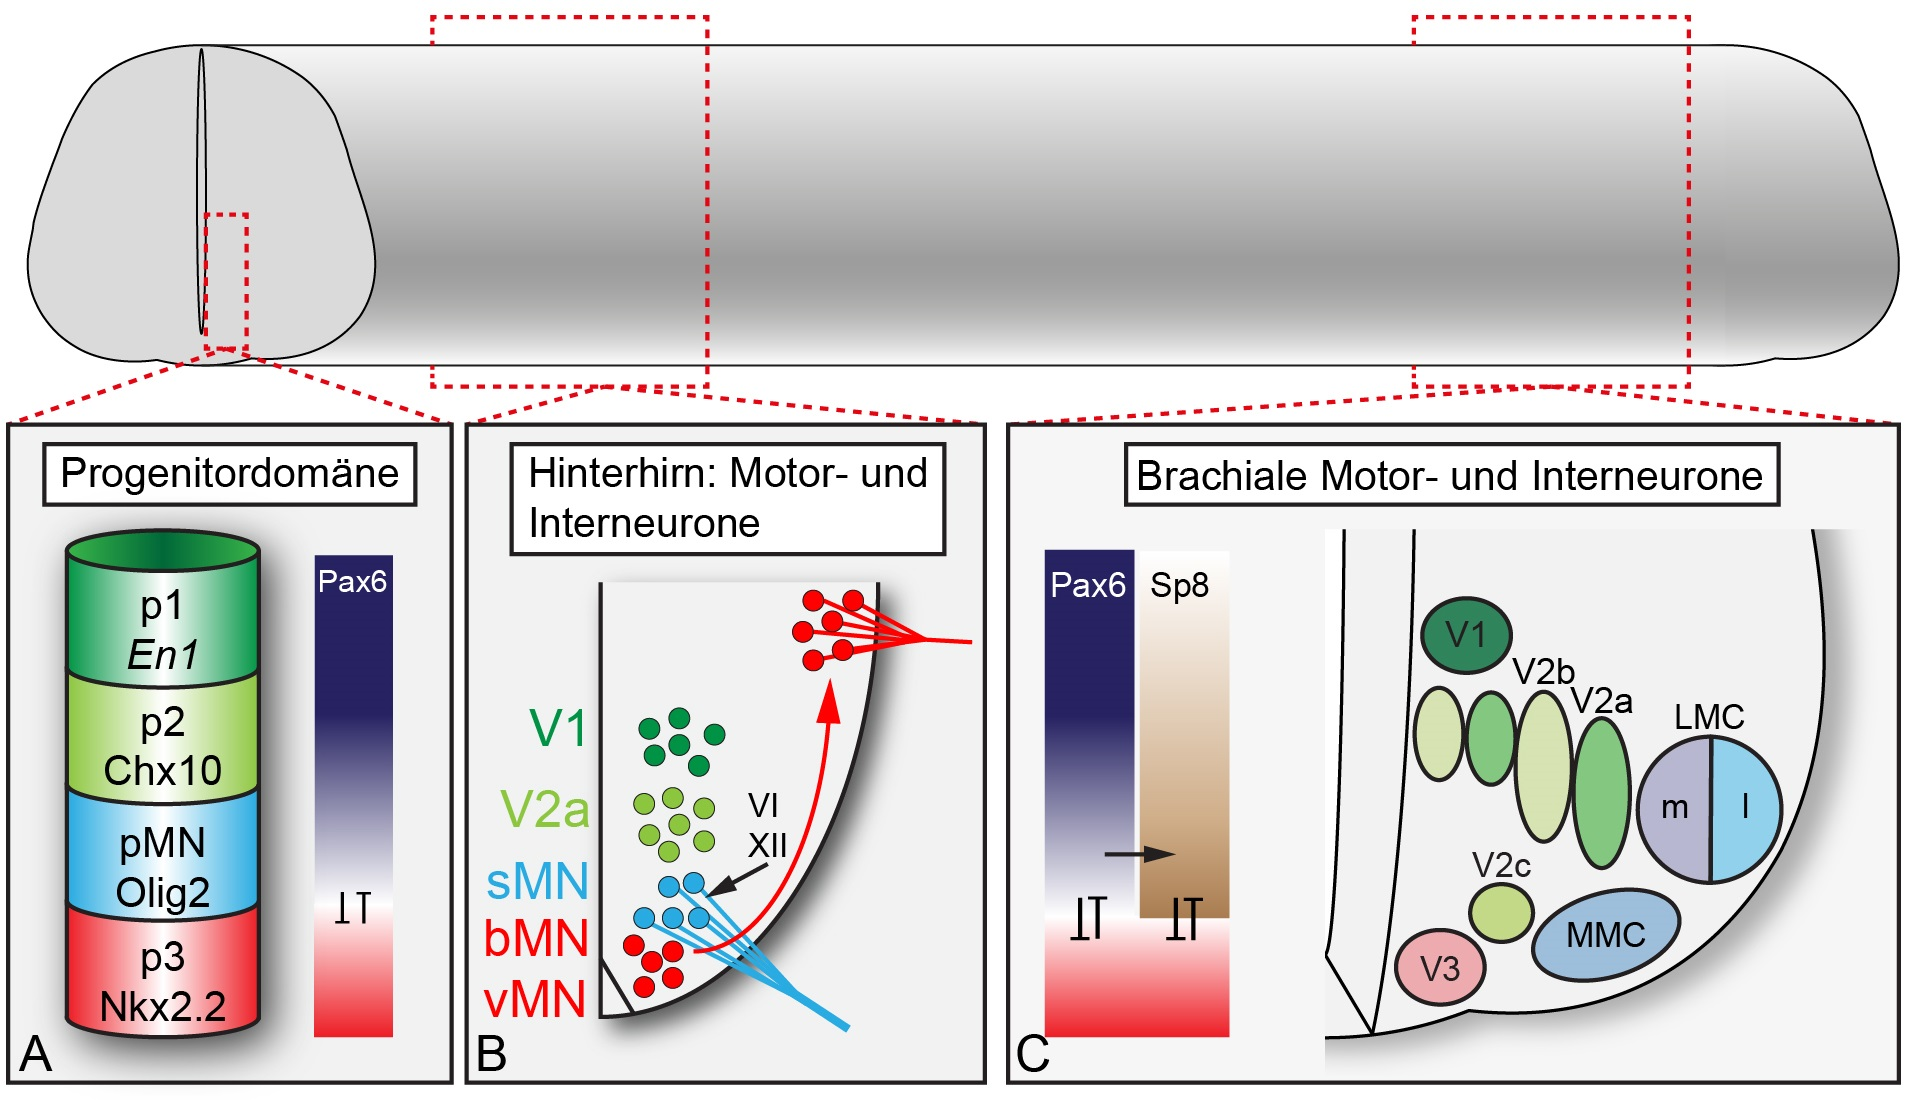 Progenitordomäne
p1
En1
p2
Chx10
pMN
Olig2
p3
Nkx2.2
Pax6
A
Hinterhirn: Motor- und
Interneurone
V1
V2a
sMN
bMN
vMN
VI
XII
B
Brachiale Motor- und Interneurone
Pax6
Sp8
V1
V2b
V2a
LMC
m
l
V2c
MMC
V3
C